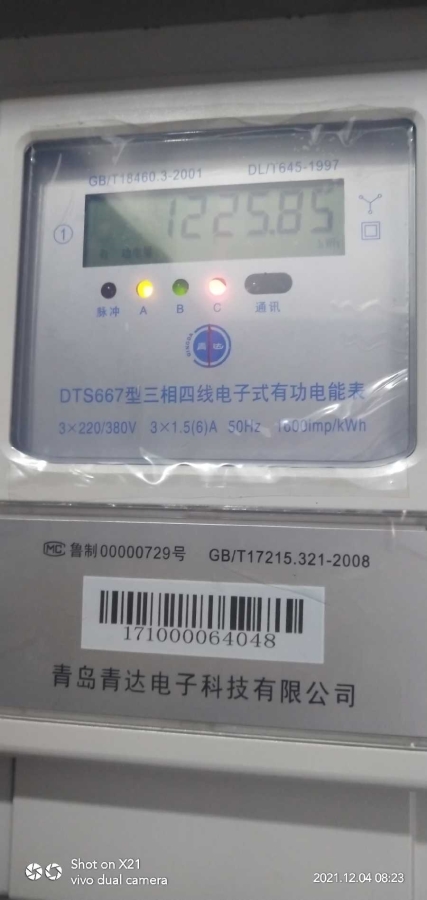 GB/T18460.3-2001 DL/T645-1997
1
1225.85
kWh
脉冲 A B C 通讯
青达
DTS667型三相四线电子式有功电能表
3×220/380V 3×1.5(6)A 50Hz 1600imp/kWh
MC 鲁制00000729号 GB/T17215.321-2008
171000064048
青岛青达电子科技有限公司
Shot on X21
vivo dual camera
2021.12.04 08:23